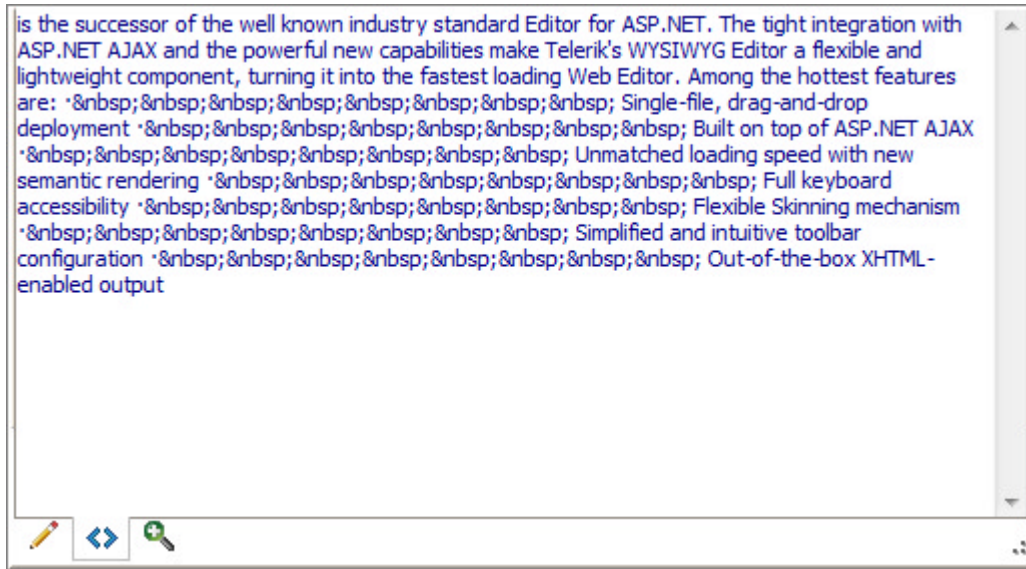 is the successor of the well known industry standard Editor for ASP.NET. The tight integration with
ASP.NET AJAX and the powerful new capabilities make Telerik's WYSIWYG Editor a flexible and
lightweight component, turning it into the fastest loading Web Editor. Among the hottest features
are: ·&nbsp;&nbsp;&nbsp;&nbsp;&nbsp;&nbsp;&nbsp;&nbsp; Single-file, drag-and-drop
deployment ·&nbsp;&nbsp;&nbsp;&nbsp;&nbsp;&nbsp;&nbsp;&nbsp; Built on top of ASP.NET AJAX
·&nbsp;&nbsp;&nbsp;&nbsp;&nbsp;&nbsp;&nbsp;&nbsp; Unmatched loading speed with new
semantic rendering ·&nbsp;&nbsp;&nbsp;&nbsp;&nbsp;&nbsp;&nbsp;&nbsp; Full keyboard
accessibility ·&nbsp;&nbsp;&nbsp;&nbsp;&nbsp;&nbsp;&nbsp;&nbsp; Flexible Skinning mechanism
·&nbsp;&nbsp;&nbsp;&nbsp;&nbsp;&nbsp;&nbsp;&nbsp; Simplified and intuitive toolbar
configuration ·&nbsp;&nbsp;&nbsp;&nbsp;&nbsp;&nbsp;&nbsp;&nbsp; Out-of-the-box XHTML-
enabled output